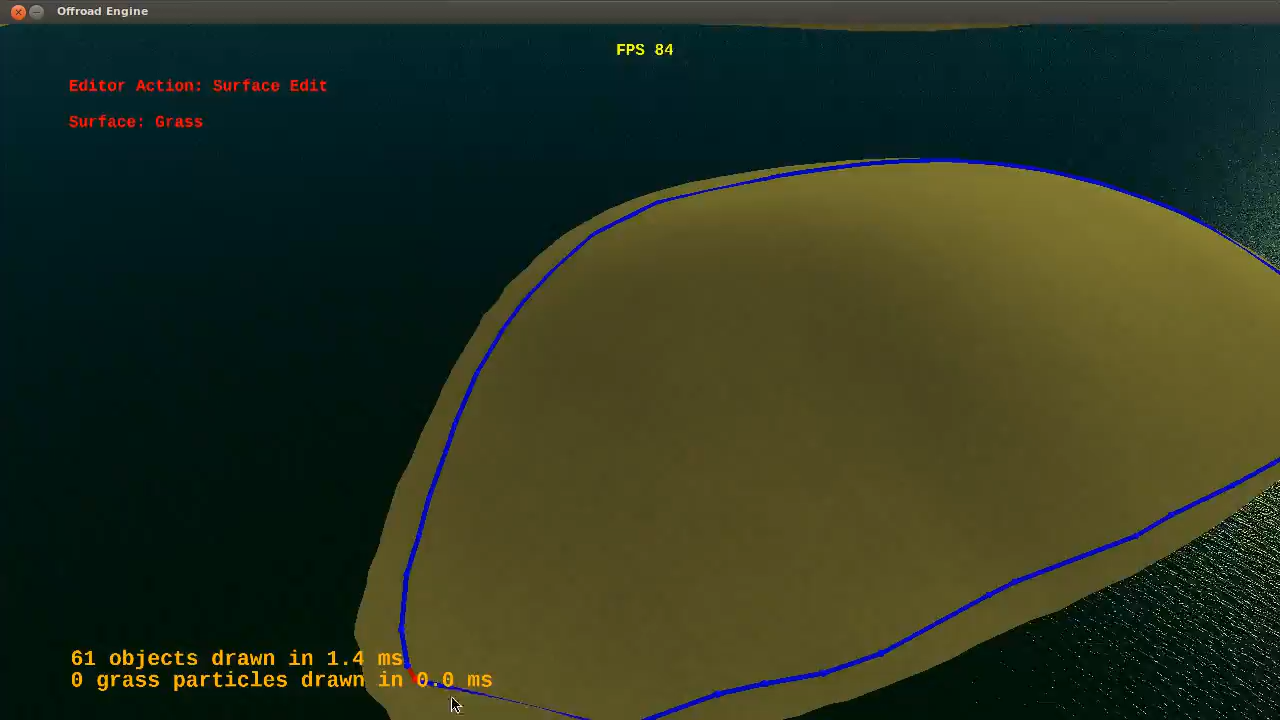 Offroad Engine
FPS 84
Editor Action: Surface Edit
Surface: Grass
61 objects drawn in 1.4 ms
0 grass particles drawn in 0.0 ms